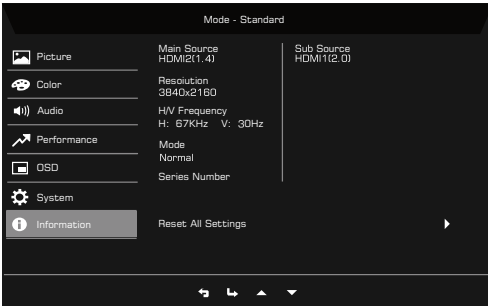 Mode - Standard
Picture
Color
Audio
Performance
OSD
System
Information
Main Source
HDMI2(1.4)
Resoiution
3840x2160
H/V Frequency
H: 67KHz V: 30Hz
Mode
Normal
Series Number
Sub Source
HDMI1(2.0)
Reset All Settings